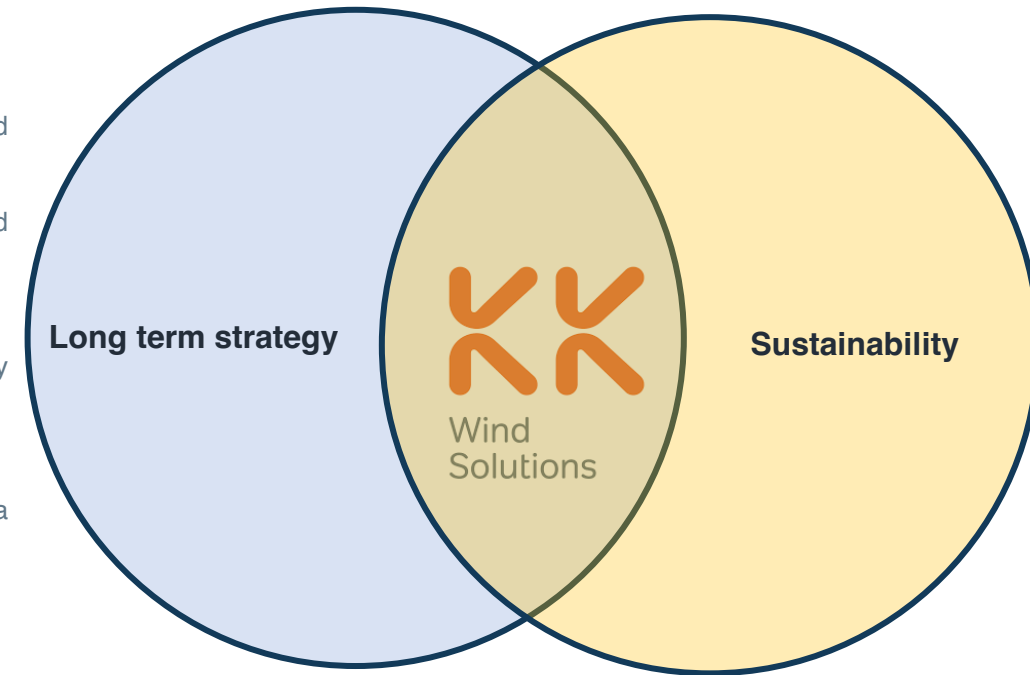 d
d
Long term strategy
Sustainability
y
Wind
Solutions
a